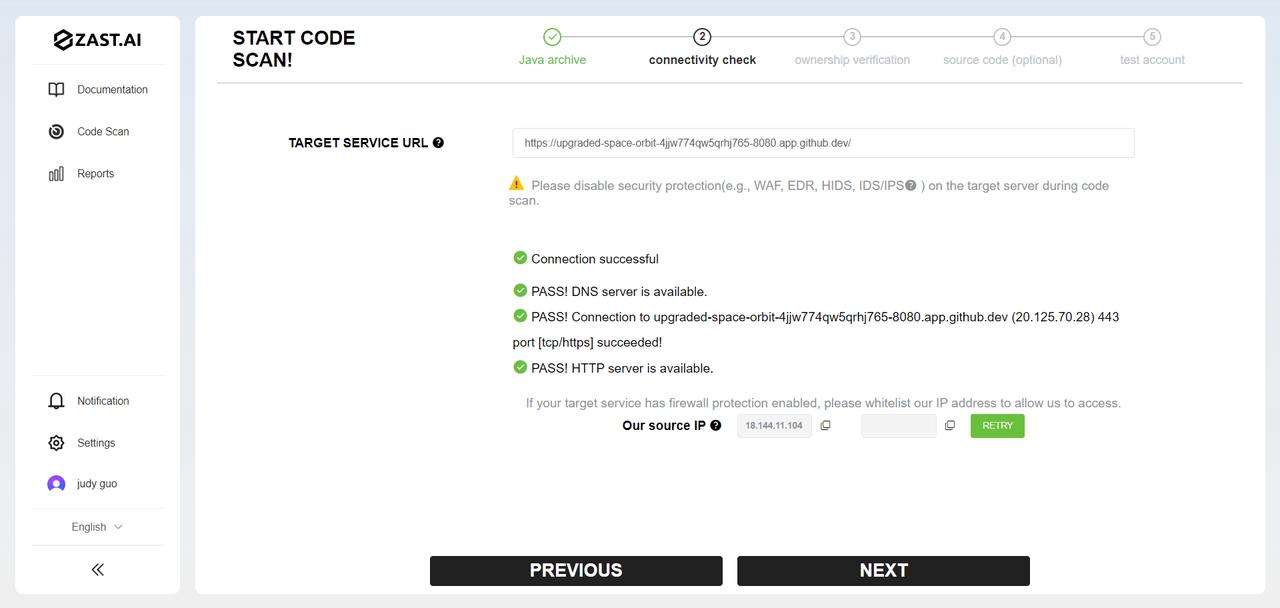 ZAST.AI
Documentation
Code Scan
Reports
Notification
Settings
judy guo
English
START CODE
SCAN!
Java archive
2
connectivity check
3
ownership verification
4
source code (optional)
5
test account
TARGET SERVICE URL ?
https://upgraded-space-orbit-4jjw774qw5qrhj765-8080.app.github.dev/
Please disable security protection(e.g., WAF, EDR, HIDS, IDS/IPS? ) on the target server during code
scan.
Connection successful
PASS! DNS server is available.
PASS! Connection to upgraded-space-orbit-4jjw774qw5qrhj765-8080.app.github.dev (20.125.70.28) 443
port [tcp/https] succeeded!
PASS! HTTP server is available.
If your target service has firewall protection enabled, please whitelist our IP address to allow us to access.
Our source IP ? 18.144.11.104 RETRY
PREVIOUS
NEXT